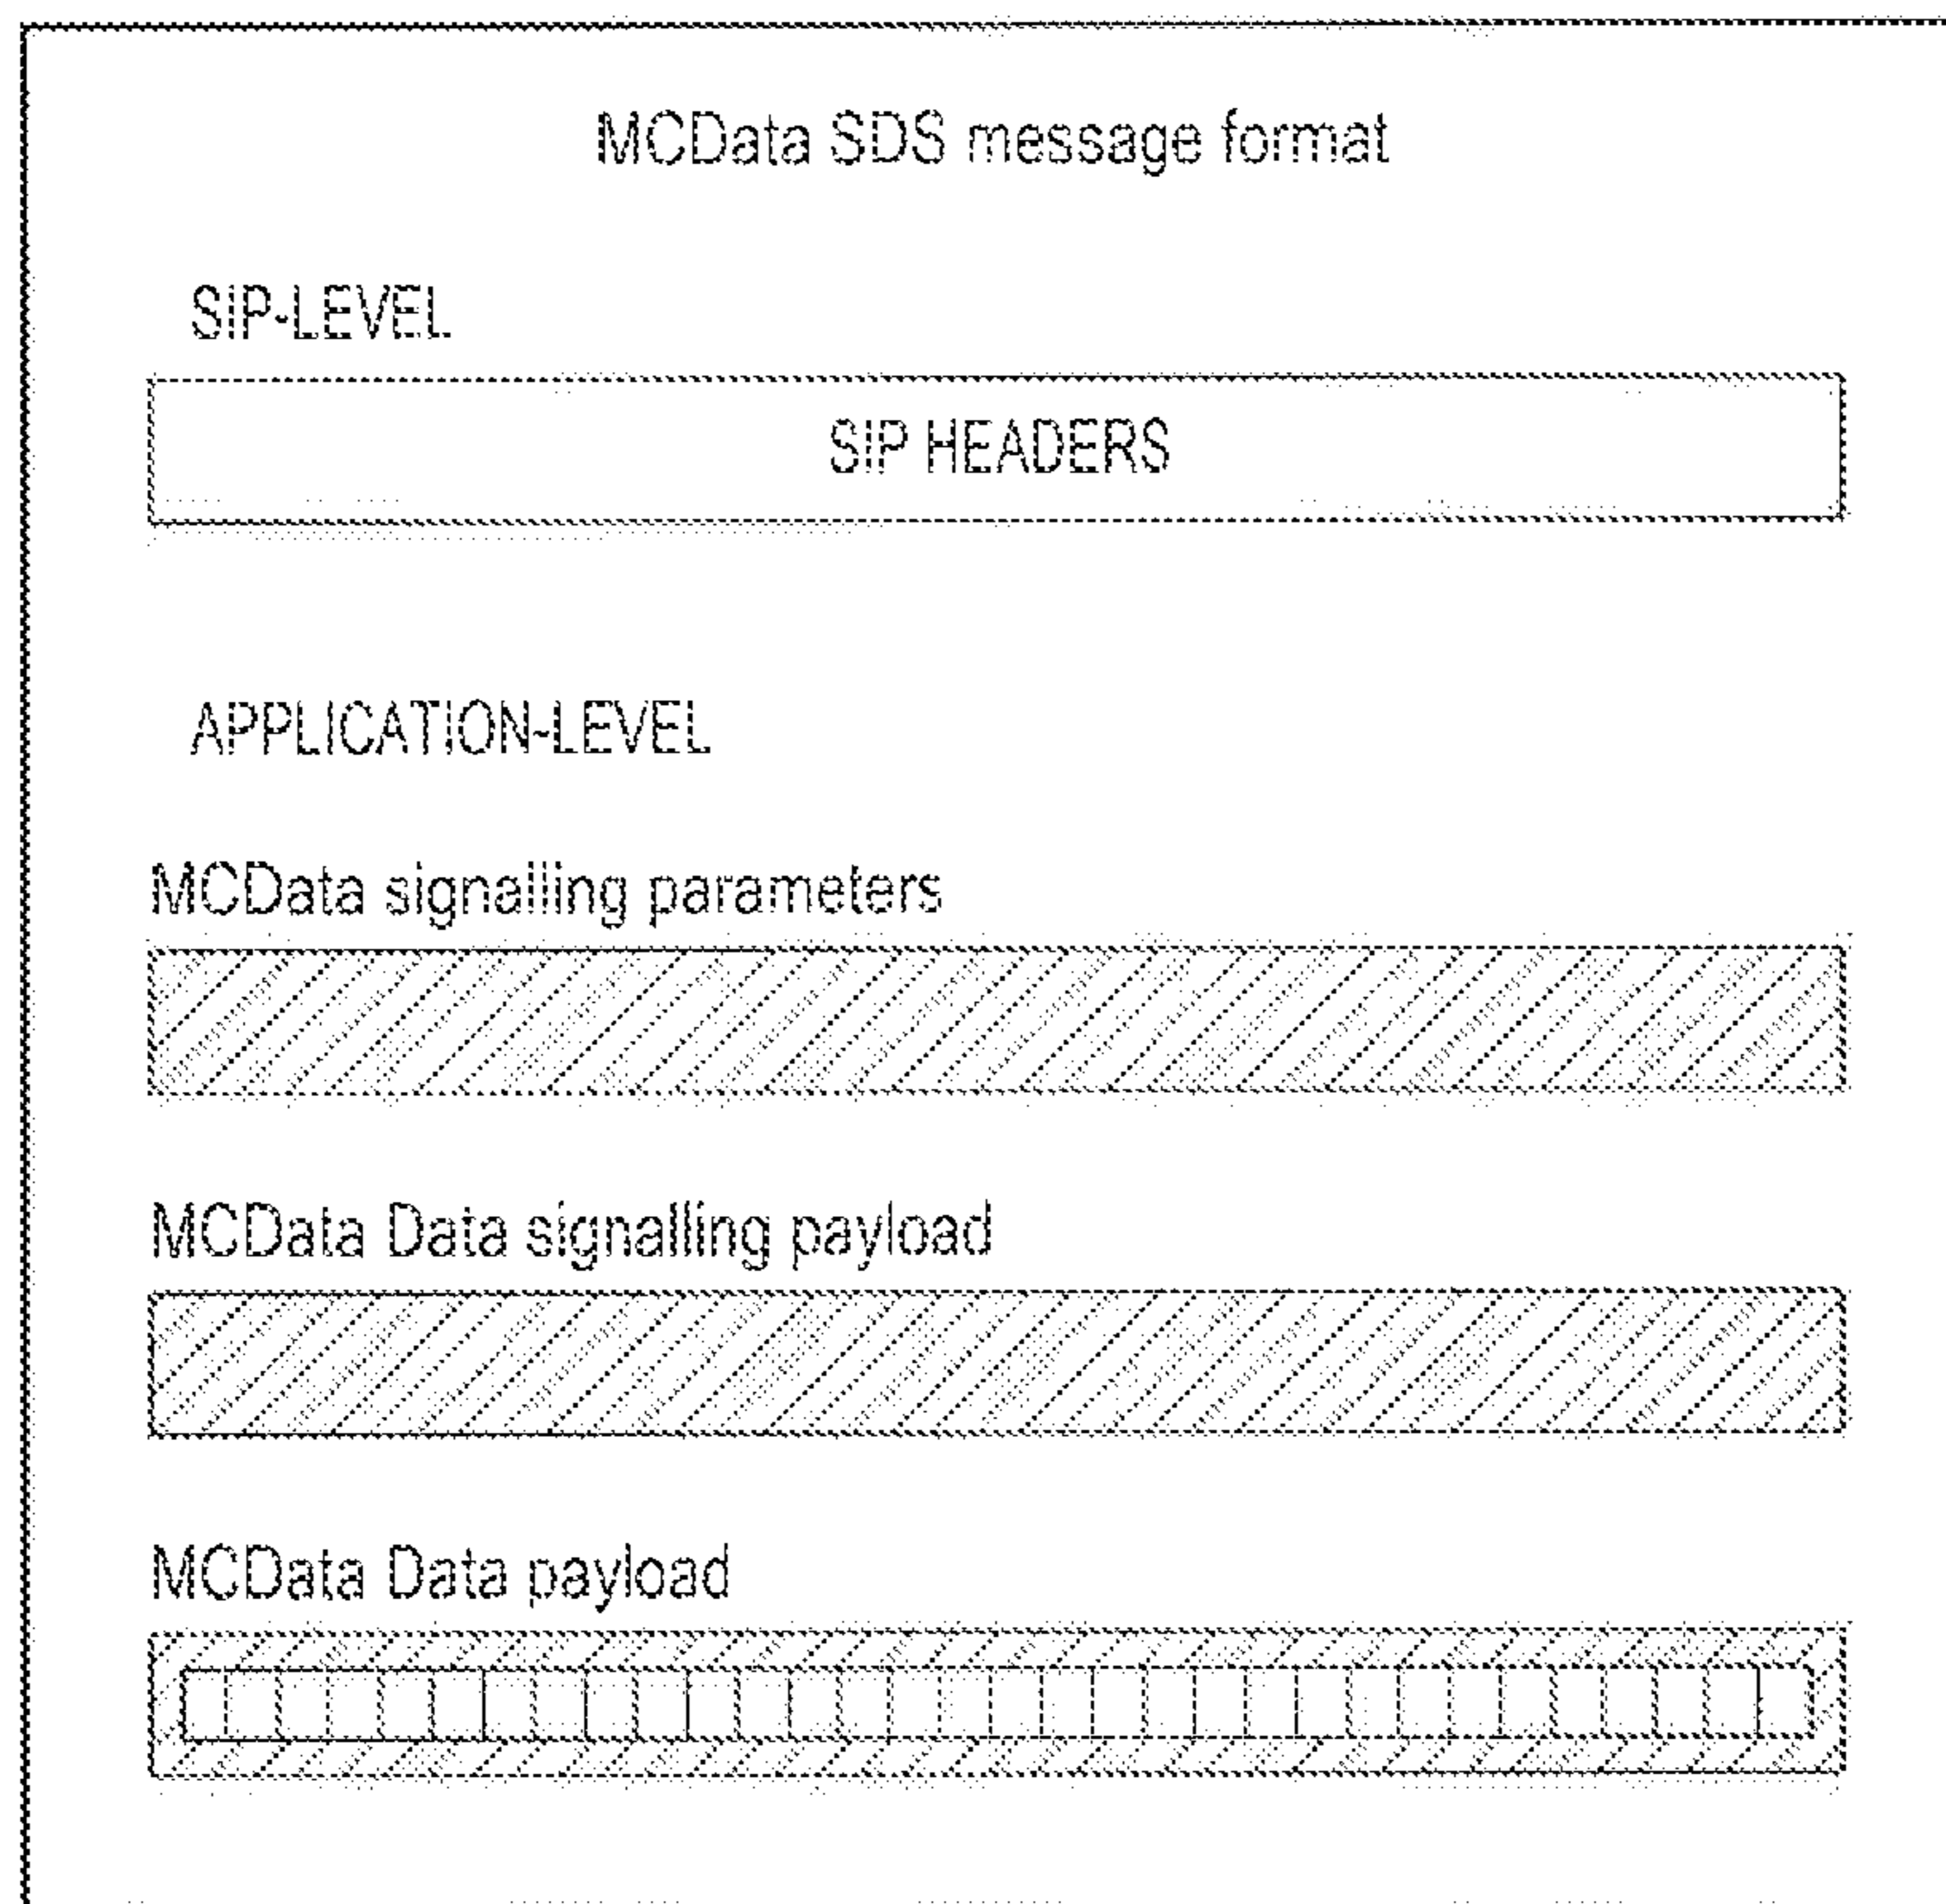 MCData SDS message format
SIP-LEVEL
SIP HEADERS
APPLICATION-LEVEL
MCData signalling parameters
MCData Data signalling payload
MCData Data payload